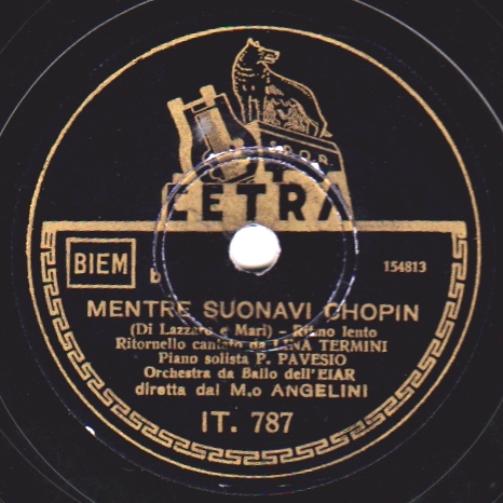 S.P.Q.R.
CETRA
BIEM
154813
MENTRE SUONAVI CHOPIN
(Di Lazzaro e Mari) - Ritmo lento
Ritornello cantato da LINA TERMINI
Piano solista P. PAVESIO
Orchestra da Ballo dell'EIAR
diretta dal M.o ANGELINI
IT. 787